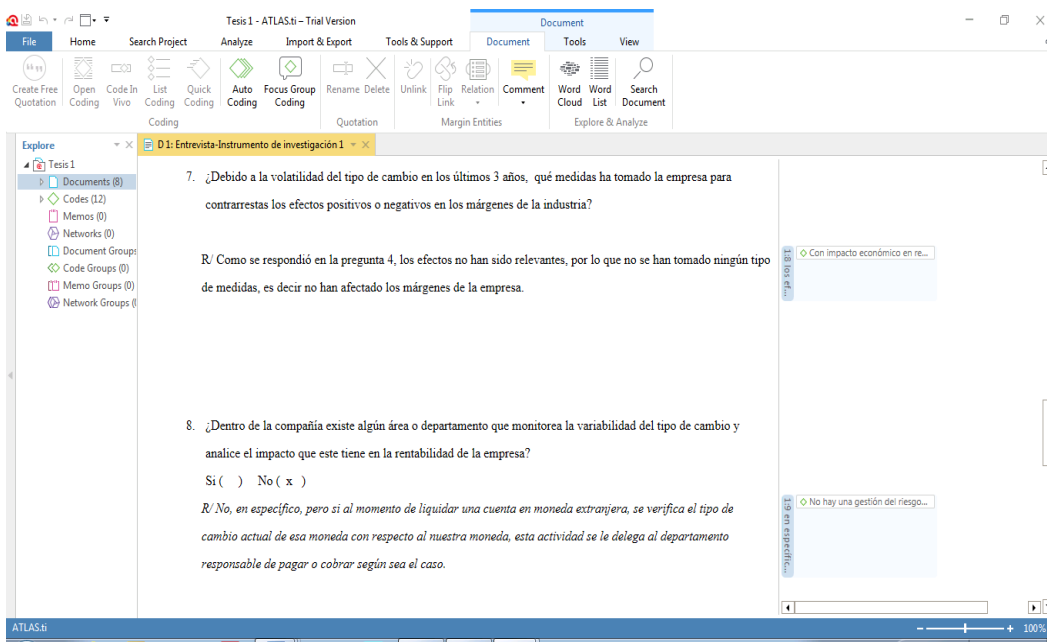 Tesis 1 - ATLAS.ti – Trial Version
Document
File Home Search Project Analyze Import & Export Tools & Support Document Tools View
Create Free Quotation
Open Coding
Code In Vivo
List Coding
Quick Coding
Auto Coding
Focus Group Coding
Rename
Delete
Unlink
Flip Link
Relation
Comment
Word Cloud
Word List
Search Document
Coding
Quotation
Margin Entities
Explore & Analyze
Explore
D 1: Entrevista-Instrumento de investigación 1
Tesis 1
Documents (8)
Codes (12)
Memos (0)
Networks (0)
Document Groups
Code Groups (0)
Memo Groups (0)
Network Groups (
7. ¿Debido a la volatilidad del tipo de cambio en los últimos 3 años, qué medidas ha tomado la empresa para
contrarrestas los efectos positivos o negativos en los márgenes de la industria?
R/ Como se respondió en la pregunta 4, los efectos no han sido relevantes, por lo que no se han tomado ningún tipo
de medidas, es decir no han afectado los márgenes de la empresa.
1:8 los ef...
Con impacto económico en re...
8. ¿Dentro de la compañía existe algún área o departamento que monitorea la variabilidad del tipo de cambio y
analice el impacto que este tiene en la rentabilidad de la empresa?
Si ( ) No ( x )
R/ No, en específico, pero si al momento de liquidar una cuenta en moneda extranjera, se verifica el tipo de
cambio actual de esa moneda con respecto al nuestra moneda, esta actividad se le delega al departamento
responsable de pagar o cobrar según sea el caso.
1:9 en específic...
No hay una gestión del riesgo...
ATLAS.ti
100%